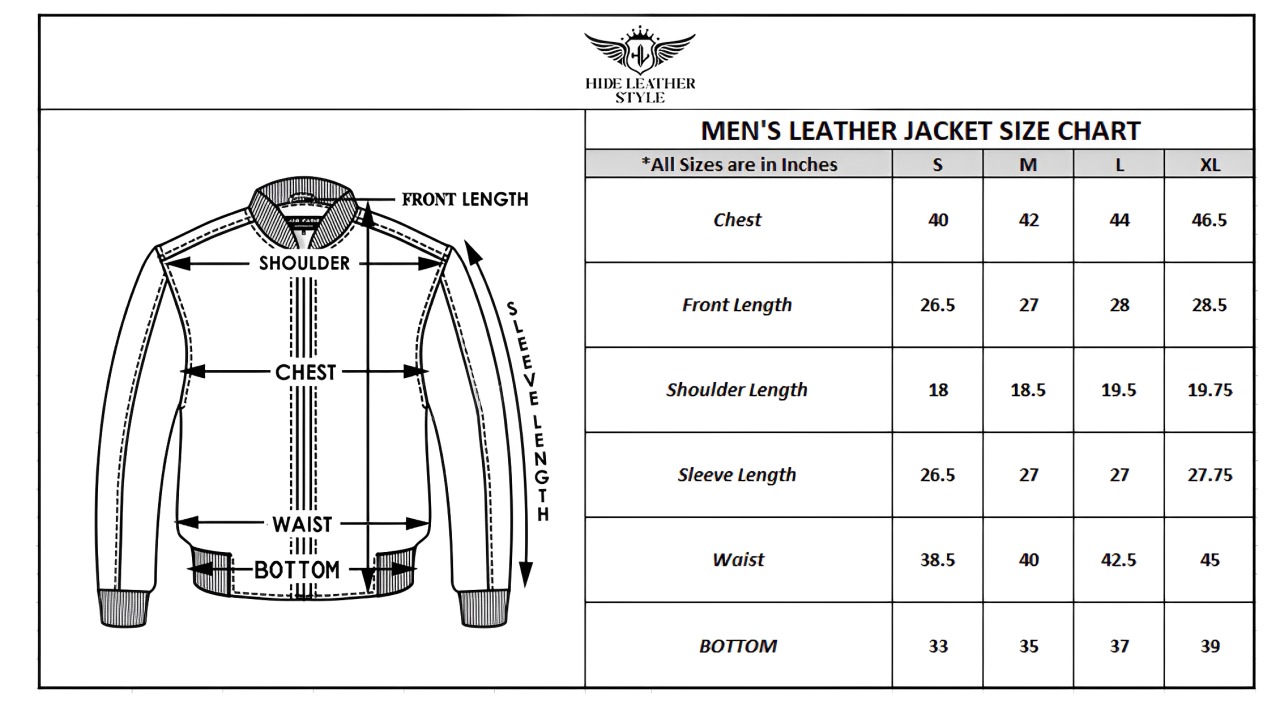 HIDE LEATHER
STYLE
MEN'S LEATHER JACKET SIZE CHART
*All Sizes are in Inches S M L XL
Chest 40 42 44 46.5
Front Length 26.5 27 28 28.5
Shoulder Length 18 18.5 19.5 19.75
Sleeve Length 26.5 27 27 27.75
Waist 38.5 40 42.5 45
BOTTOM 33 35 37 39
FRONT LENGTH
SHOULDER
SLEEVE LENGTH
CHEST
WAIST
BOTTOM